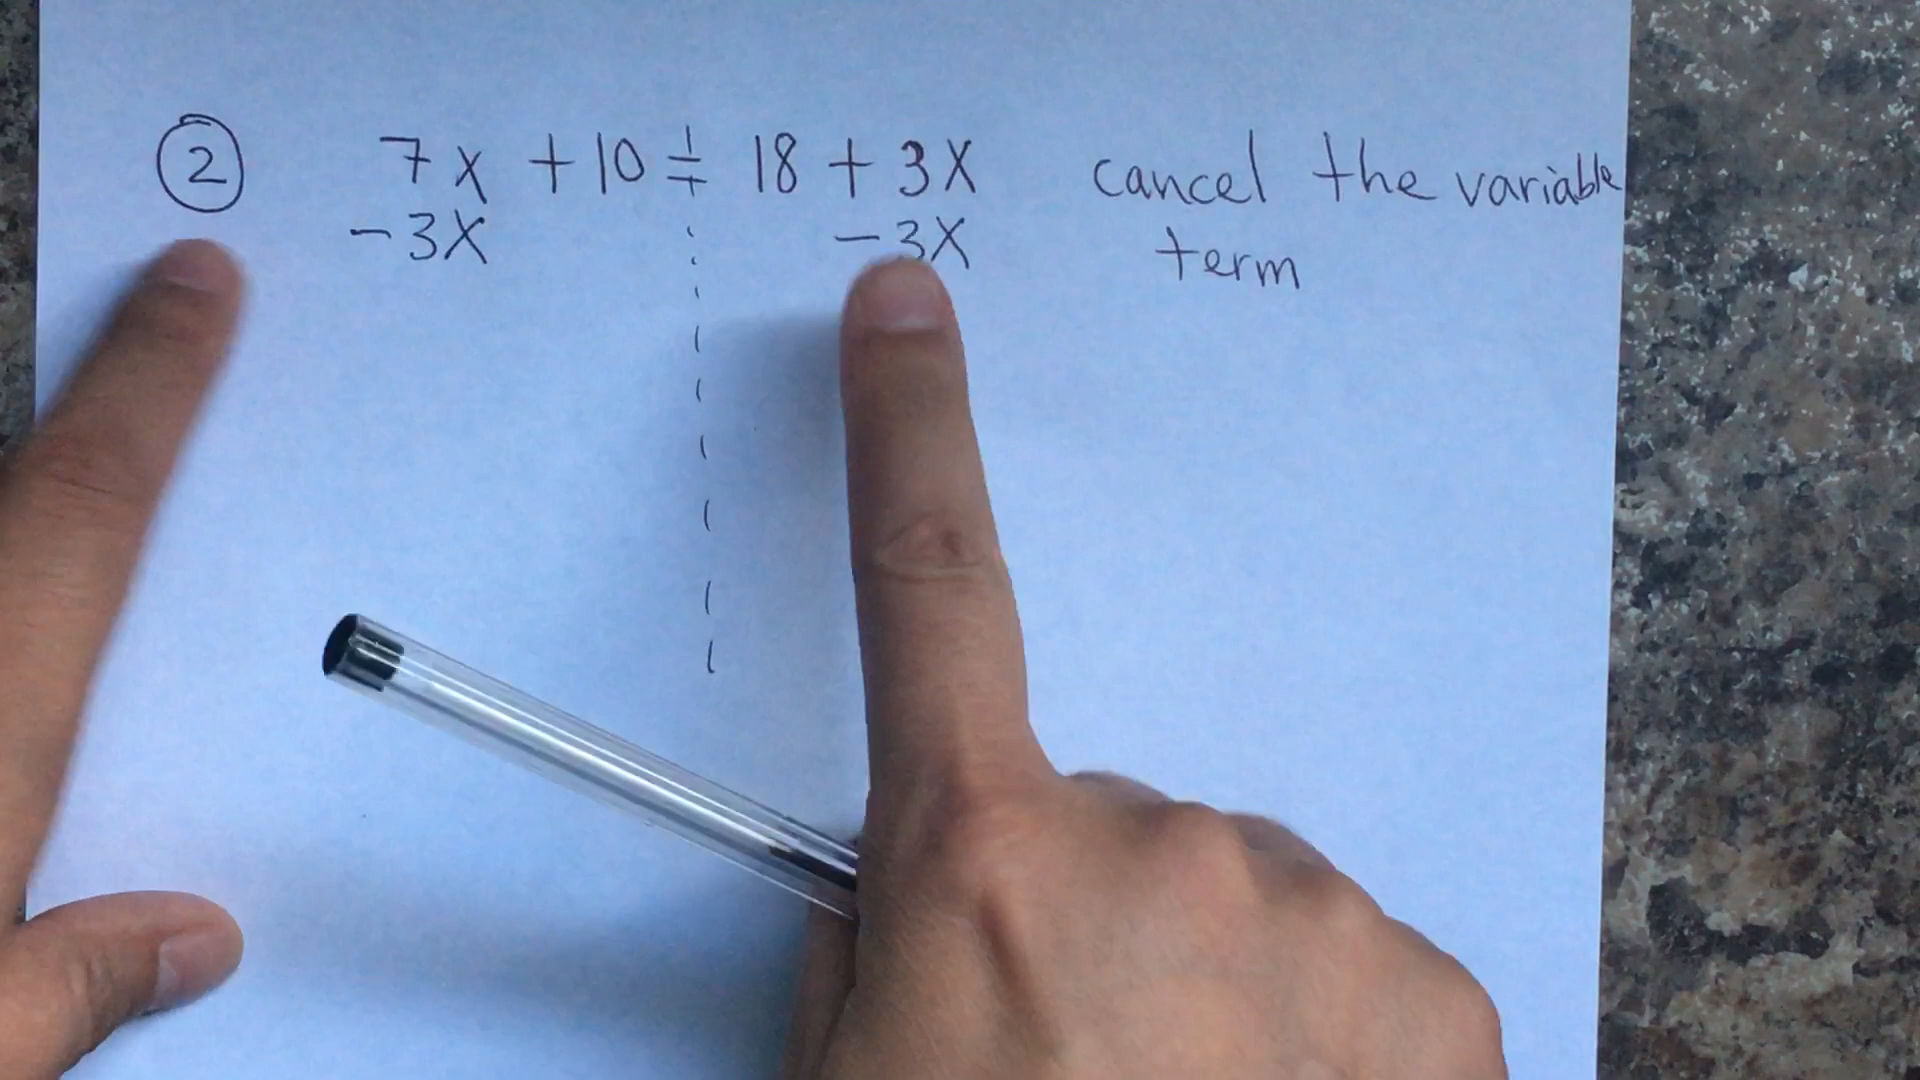 ② 7x + 10 = 18 + 3x cancel the variable
-3x -3x term